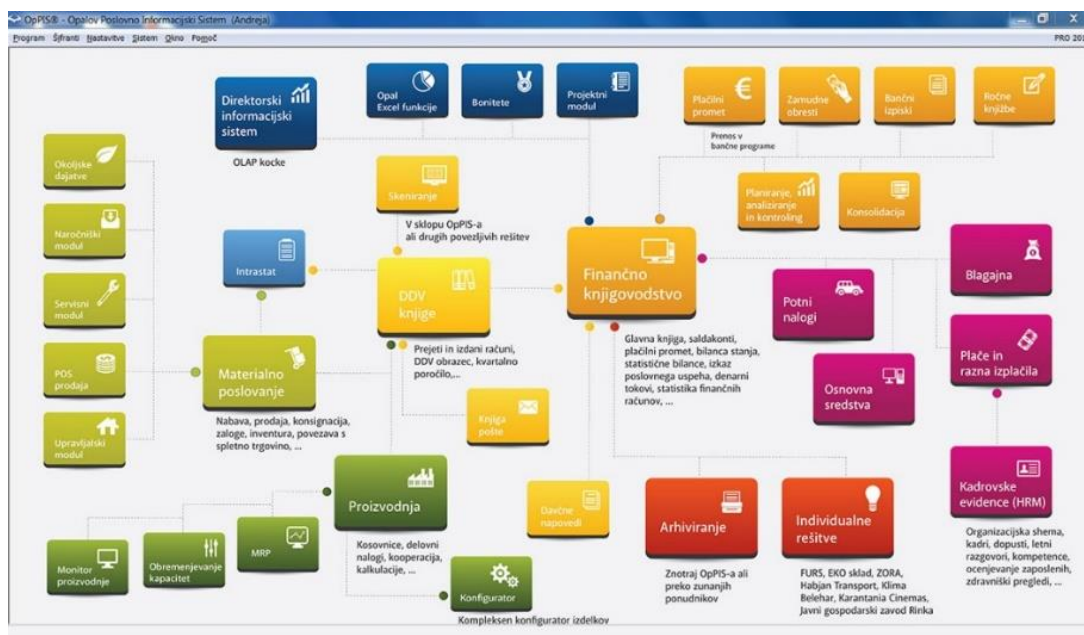 OpPIS® - Opalov Poslovno Informacijski Sistem (Andreja)
Program Šifranti Nastavitve Sistem Okno Pomoč
PRO 201
Direktorski
informacijski
sistem
OLAP kocke
Opal
Excel funkcije
Bonitete
Projektni
modul
Plačilni
promet
Prenos v
bančne programe
Zamudne
obresti
Bančni
izpiski
Ročne
knjižbe
Planiranje,
analiziranje
in kontroling
Konsolidacija
Okoljske
dajatve
Naročniški
modul
Servisni
modul
POS
prodaja
Upravljalski
modul
Skeniranje
V sklopu OpPIS-a
ali drugih povezljivih rešitev
Intrastat
DDV
knjige
Prejeti in izdani računi,
DDV obrazec, kvartalno
poročilo,...
Finančno
knjigovodstvo
Glavna knjiga, saldakonti,
plačilni promet, bilanca stanja,
statistične bilance, izkaz
poslovnega uspeha, denarni
tokovi, statistika finančnih
računov, ...
Potni
nalogi
Osnovna
sredstva
Blagajna
Plače in
razna izplačila
Kadrovske
evidence (HRM)
Organizacijska shema,
kadri, dopusti, letni
razgovori, kompetence,
ocenjevanje zaposlenih,
zdravniški pregledi, ...
Materialno
poslovanje
Nabava, prodaja, konsignacija,
zaloge, inventura, povezava s
spletno trgovino, ...
Knjiga
pošte
Proizvodnja
Kosovnice, delovni
nalogi, kooperacija,
kalkulacije, ...
Monitor
proizvodnje
Obremenjevanje
kapacitet
MRP
Konfigurator
Kompleksen konfigurator izdelkov
Davčne
napovedi
Arhiviranje
Znotraj OpPIS-a ali
preko zunanjih
ponudnikov
Individualne
rešitve
FURS, EKO sklad, ZORA,
Habjan Transport, Klima
Belehar, Karantania Cinemas,
Javni gospodarski zavod Rinka